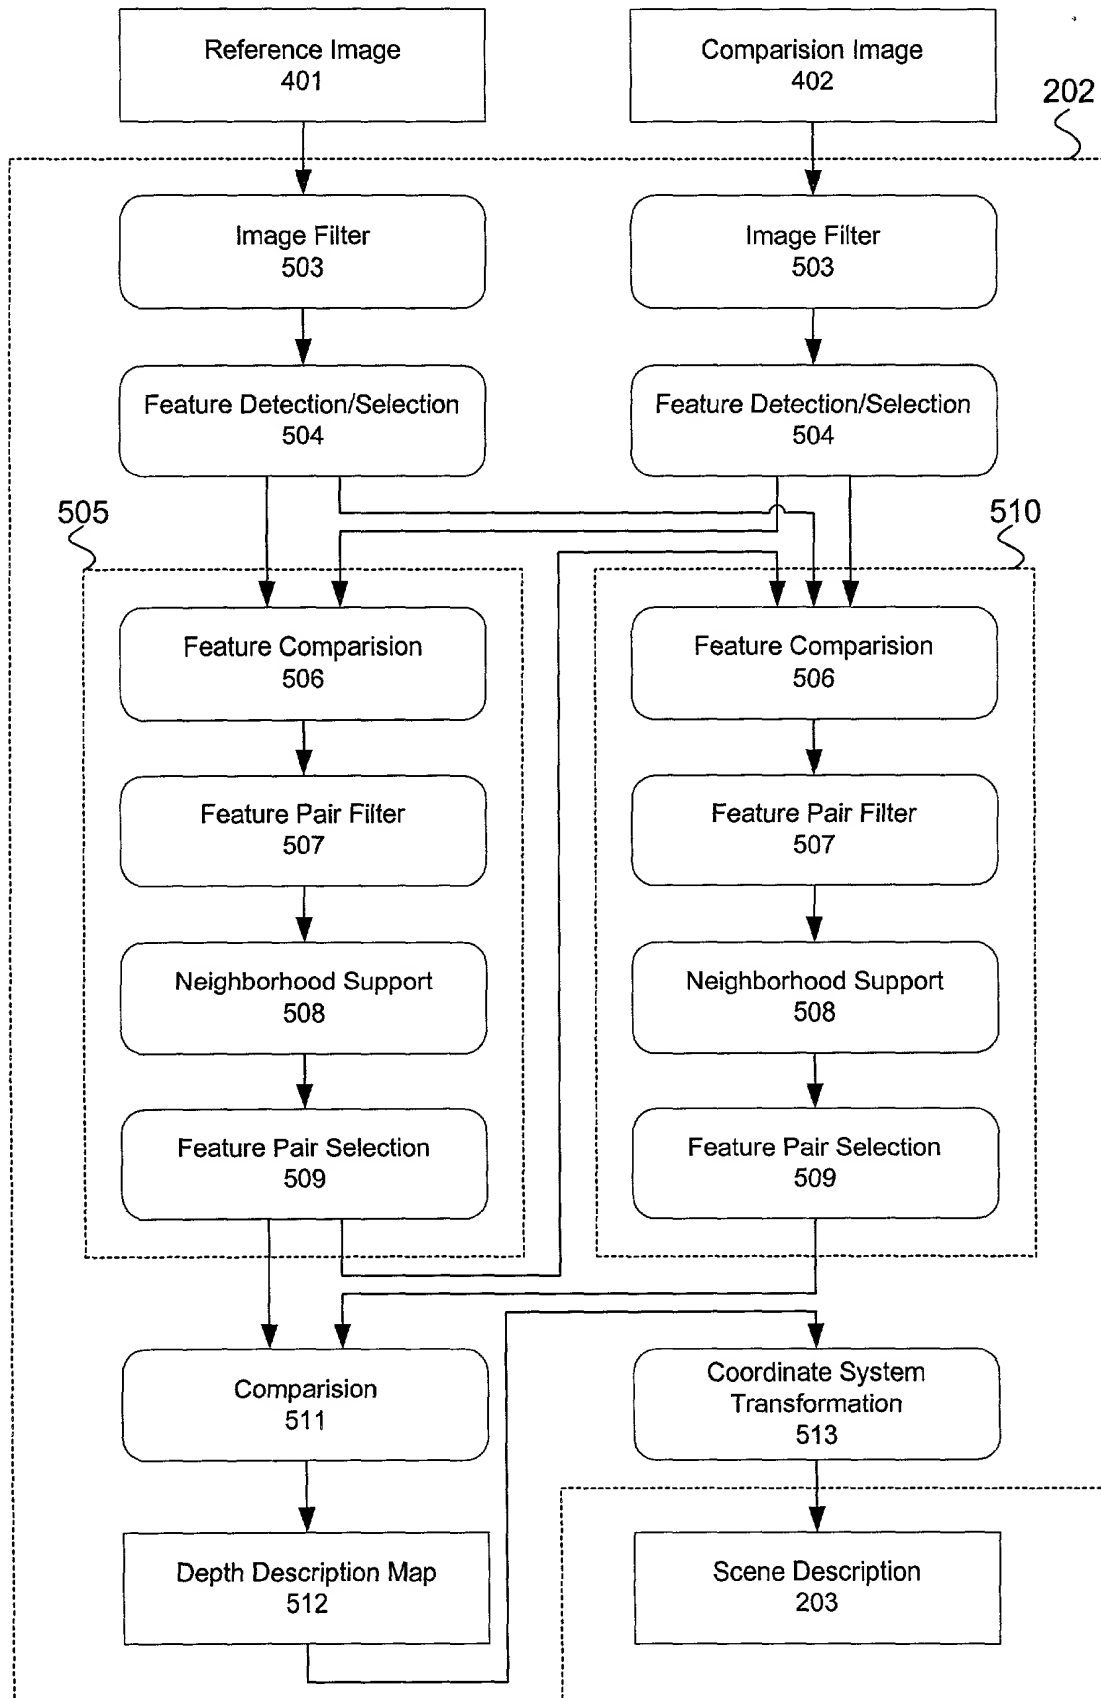 Reference Image
401
Comparision Image
402
202
Image Filter
503
Image Filter
503
Feature Detection/Selection
504
Feature Detection/Selection
504
505
510
Feature Comparision
506
Feature Comparision
506
Feature Pair Filter
507
Feature Pair Filter
507
Neighborhood Support
508
Neighborhood Support
508
Feature Pair Selection
509
Feature Pair Selection
509
Comparision
511
Coordinate System
Transformation
513
Depth Description Map
512
Scene Description
203